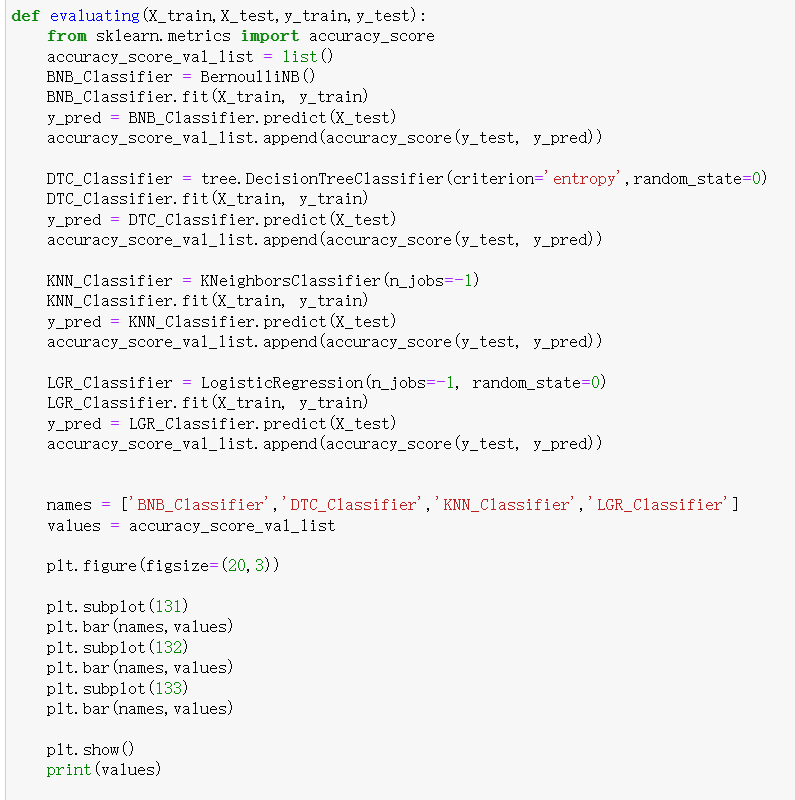 def evaluating(X_train,X_test,y_train,y_test):
    from sklearn.metrics import accuracy_score
    accuracy_score_val_list = list()
    BNB_Classifier = BernoulliNB()
    BNB_Classifier.fit(X_train, y_train)
    y_pred = BNB_Classifier.predict(X_test)
    accuracy_score_val_list.append(accuracy_score(y_test, y_pred))

    DTC_Classifier = tree.DecisionTreeClassifier(criterion='entropy',random_state=0)
    DTC_Classifier.fit(X_train, y_train)
    y_pred = DTC_Classifier.predict(X_test)
    accuracy_score_val_list.append(accuracy_score(y_test, y_pred))

    KNN_Classifier = KNeighborsClassifier(n_jobs=-1)
    KNN_Classifier.fit(X_train, y_train)
    y_pred = KNN_Classifier.predict(X_test)
    accuracy_score_val_list.append(accuracy_score(y_test, y_pred))

    LGR_Classifier = LogisticRegression(n_jobs=-1, random_state=0)
    LGR_Classifier.fit(X_train, y_train)
    y_pred = LGR_Classifier.predict(X_test)
    accuracy_score_val_list.append(accuracy_score(y_test, y_pred))


    names = ['BNB_Classifier','DTC_Classifier','KNN_Classifier','LGR_Classifier']
    values = accuracy_score_val_list

    plt.figure(figsize=(20,3))

    plt.subplot(131)
    plt.bar(names,values)
    plt.subplot(132)
    plt.bar(names,values)
    plt.subplot(133)
    plt.bar(names,values)

    plt.show()
    print(values)